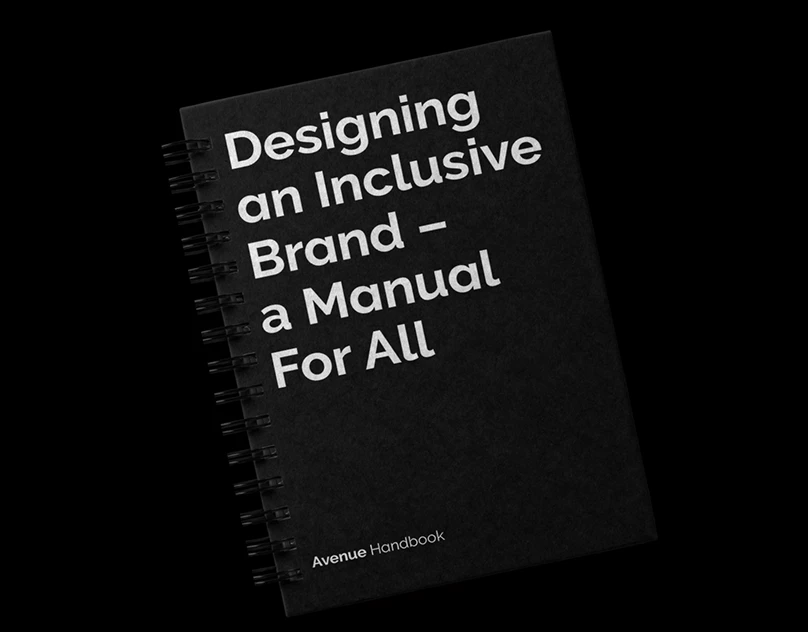 Designing
an Inclusive
Brand –
a Manual
For All
Avenue Handbook